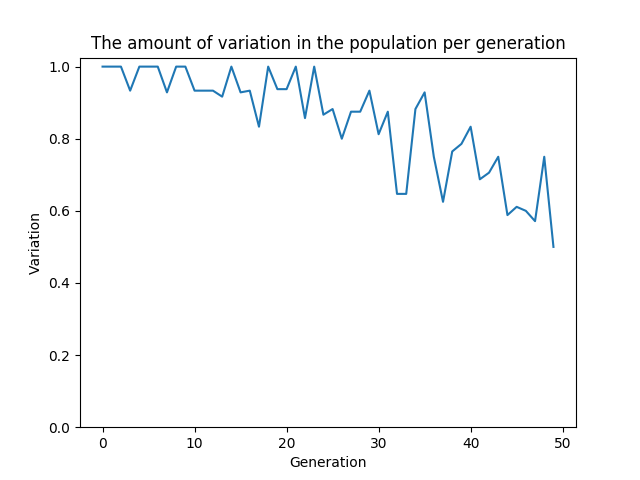 The amount of variation in the population per generation
1.0
0.8
0.6
0.4
0.2
0.0
Variation
0 10 20 30 40 50
Generation